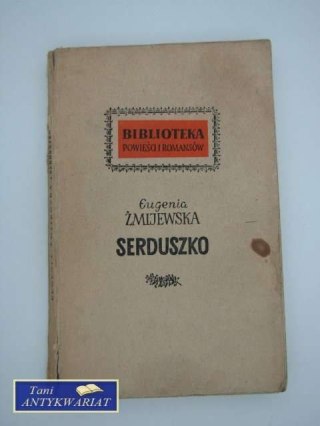 BIBLIOTEKA
POWIEŚCI I ROMANSÓW
Eugenia
ŻMIJEWSKA
SERDUSZKO
Tani
ANTYKWARIAT